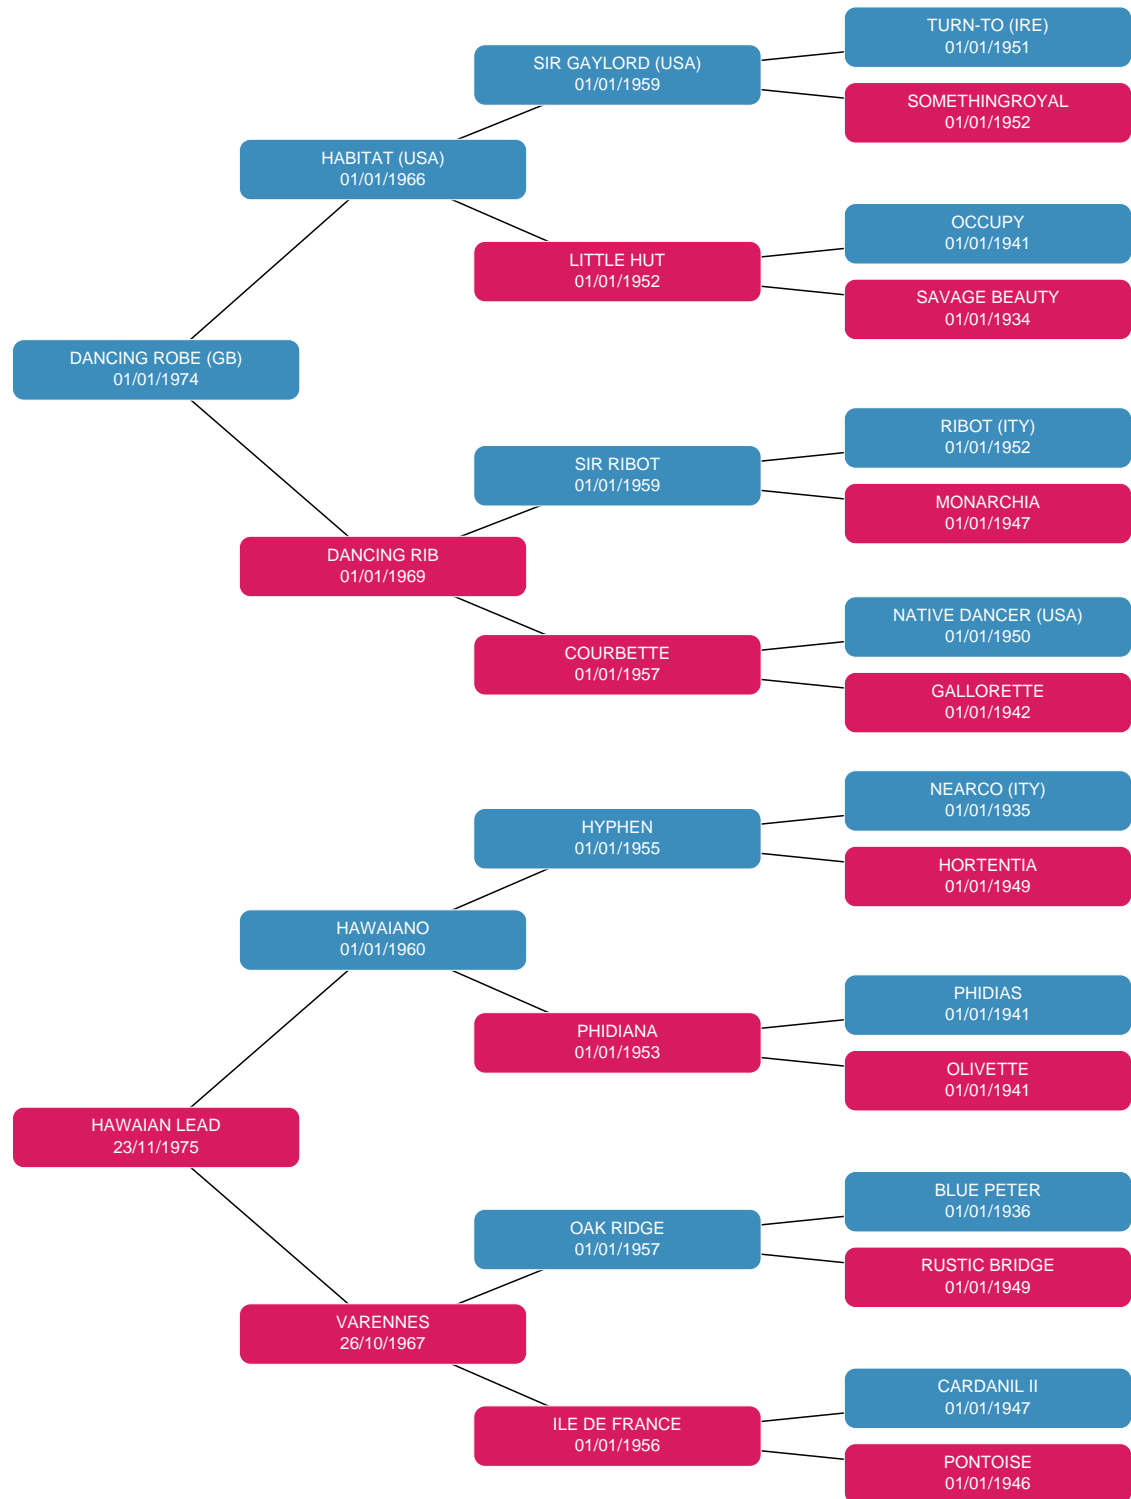 TURN-TO (IRE)
01/01/1951
SIR GAYLORD (USA)
01/01/1959
SOMETHINGROYAL
01/01/1952
HABITAT (USA)
01/01/1966
OCCUPY
01/01/1941
LITTLE HUT
01/01/1952
SAVAGE BEAUTY
01/01/1934
DANCING ROBE (GB)
01/01/1974
RIBOT (ITY)
01/01/1952
SIR RIBOT
01/01/1959
MONARCHIA
01/01/1947
DANCING RIB
01/01/1969
NATIVE DANCER (USA)
01/01/1950
COURBETTE
01/01/1957
GALLORETTE
01/01/1942
NEARCO (ITY)
01/01/1935
HYPHEN
01/01/1955
HORTENTIA
01/01/1949
HAWAIANO
01/01/1960
PHIDIAS
01/01/1941
PHIDIANA
01/01/1953
OLIVETTE
01/01/1941
HAWAIAN LEAD
23/11/1975
BLUE PETER
01/01/1936
OAK RIDGE
01/01/1957
RUSTIC BRIDGE
01/01/1949
VARENNES
26/10/1967
CARDANIL II
01/01/1947
ILE DE FRANCE
01/01/1956
PONTOISE
01/01/1946